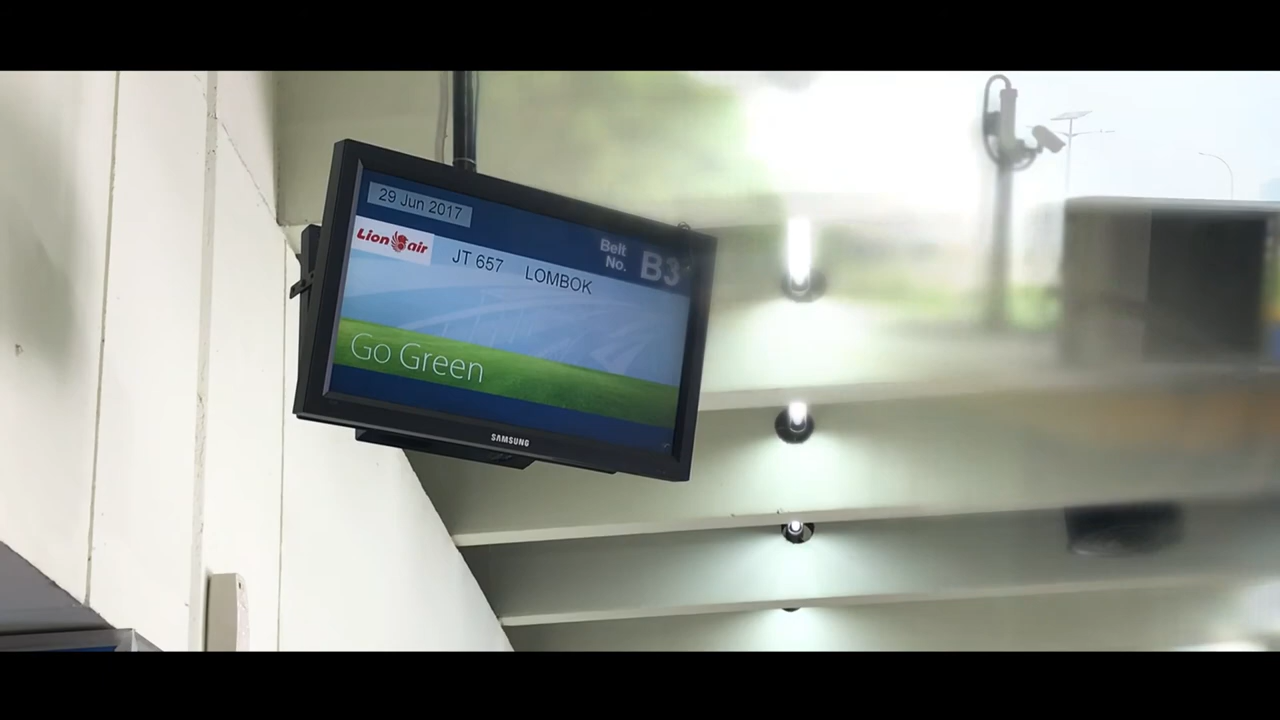 29 Jun 2017
Belt
No. B3
Lion air JT 657 LOMBOK
Go Green
SAMSUNG